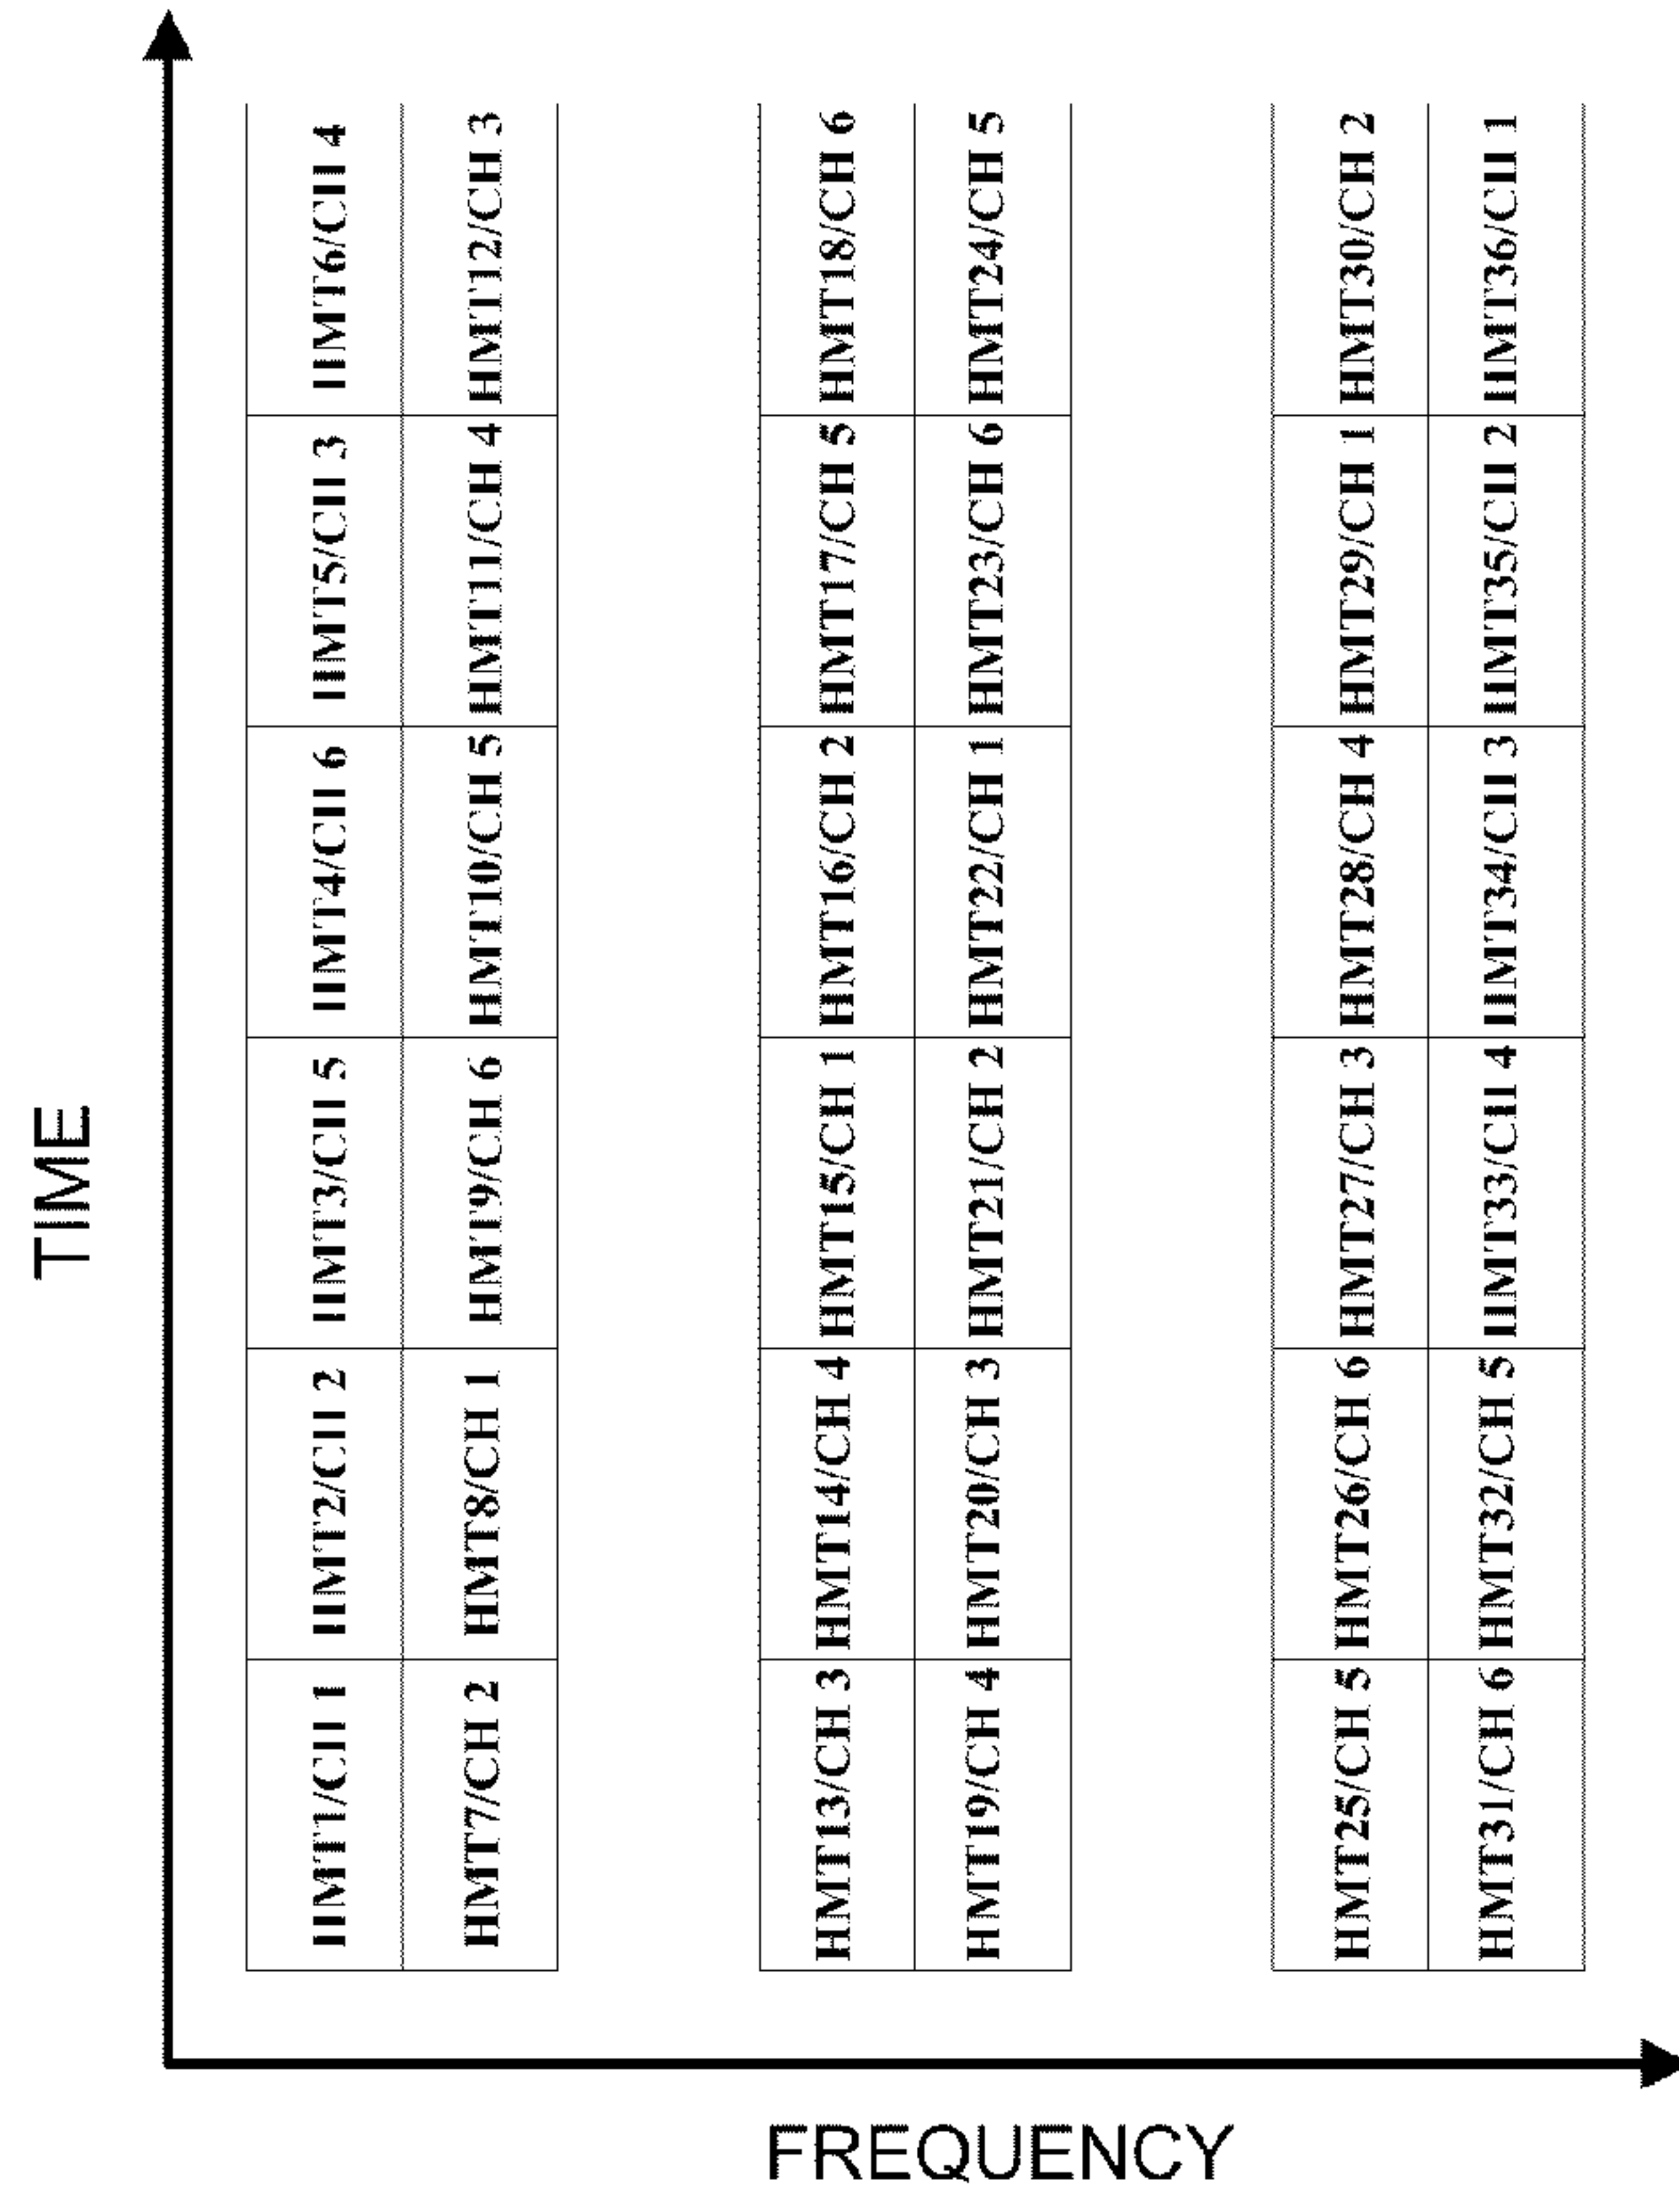 TIME
HMT6/CH 4
HMT12/CH 3
HMT18/CH 6
HMT24/CH 5
HMT30/CH 2
HMT36/CH 1
HMT5/CH 3
HMT11/CH 4
HMT17/CH 5
HMT23/CH 6
HMT29/CH 1
HMT35/CH 2
HMT4/CH 6
HMT10/CH 5
HMT16/CH 2
HMT22/CH 1
HMT28/CH 4
HMT34/CH 3
HMT3/CH 5
HMT9/CH 6
HMT15/CH 1
HMT21/CH 2
HMT27/CH 3
HMT33/CH 4
HMT2/CH 2
HMT8/CH 1
HMT14/CH 4
HMT20/CH 3
HMT26/CH 6
HMT32/CH 5
HMT1/CH 1
HMT7/CH 2
HMT13/CH 3
HMT19/CH 4
HMT25/CH 5
HMT31/CH 6
FREQUENCY